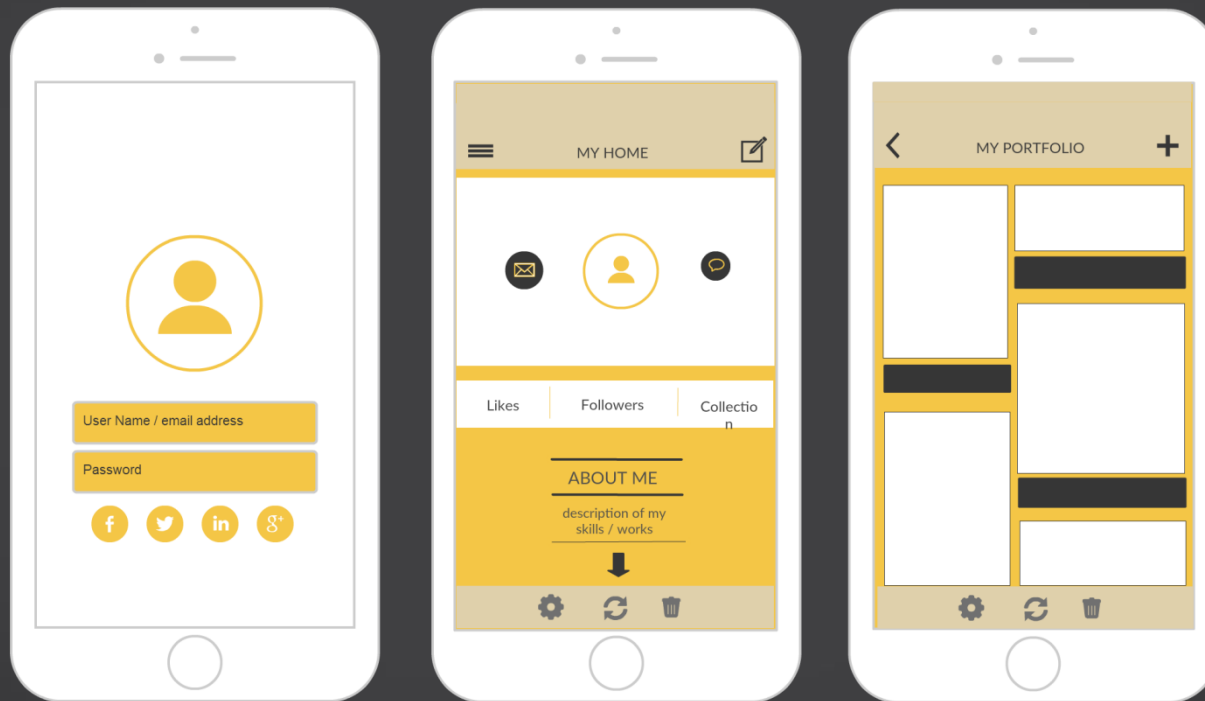 User Name / email address
Password
f
in
g+
MY HOME
Likes
Followers
Collectio
n
ABOUT ME
description of my
skills / works
MY PORTFOLIO